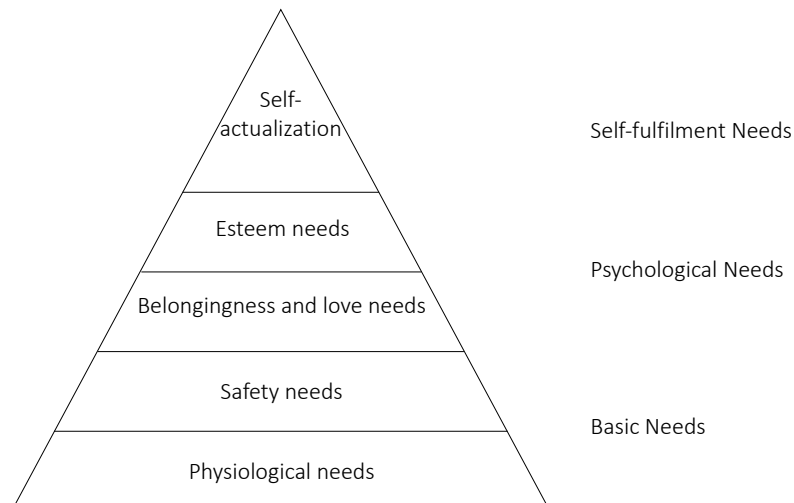 Self-
actualization
Self-fulfilment Needs
Esteem needs
Psychological Needs
Belongingness and love needs
Safety needs
Basic Needs
Physiological needs